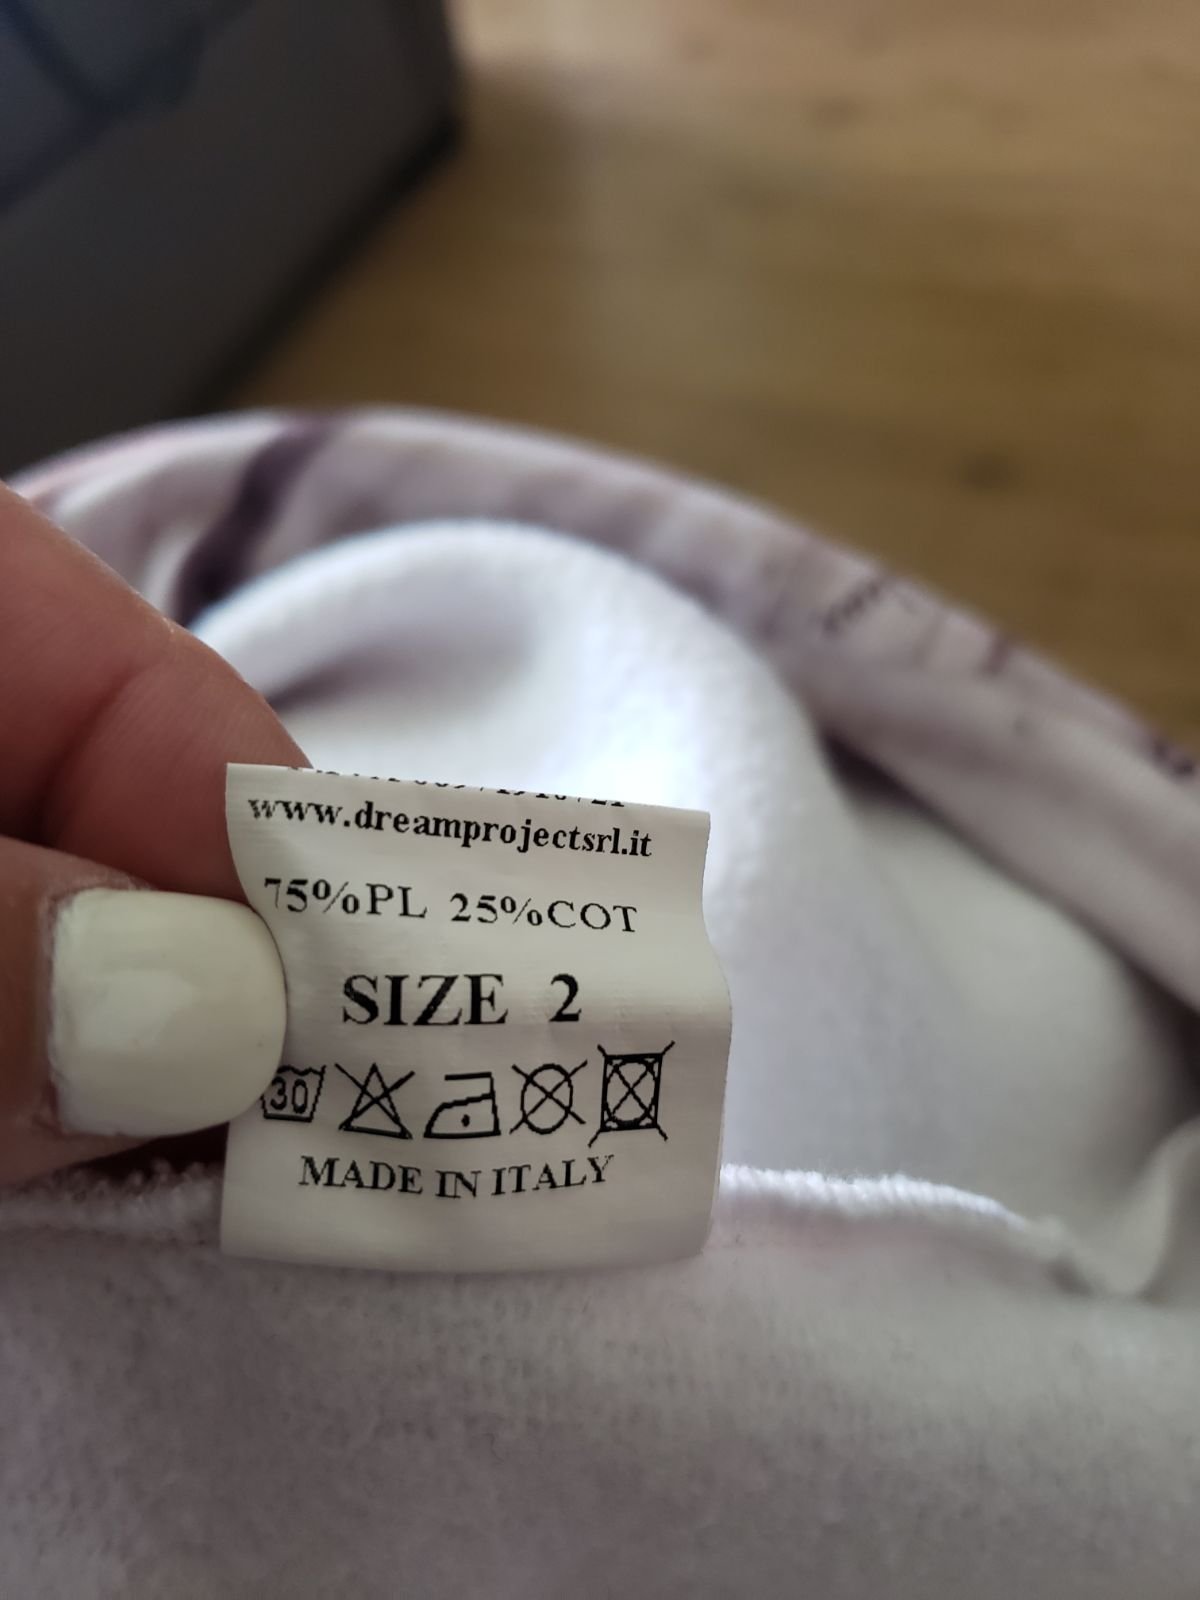 www.dreamprojectsrl.it
75%PL 25%COT
SIZE 2
30
MADE IN ITALY